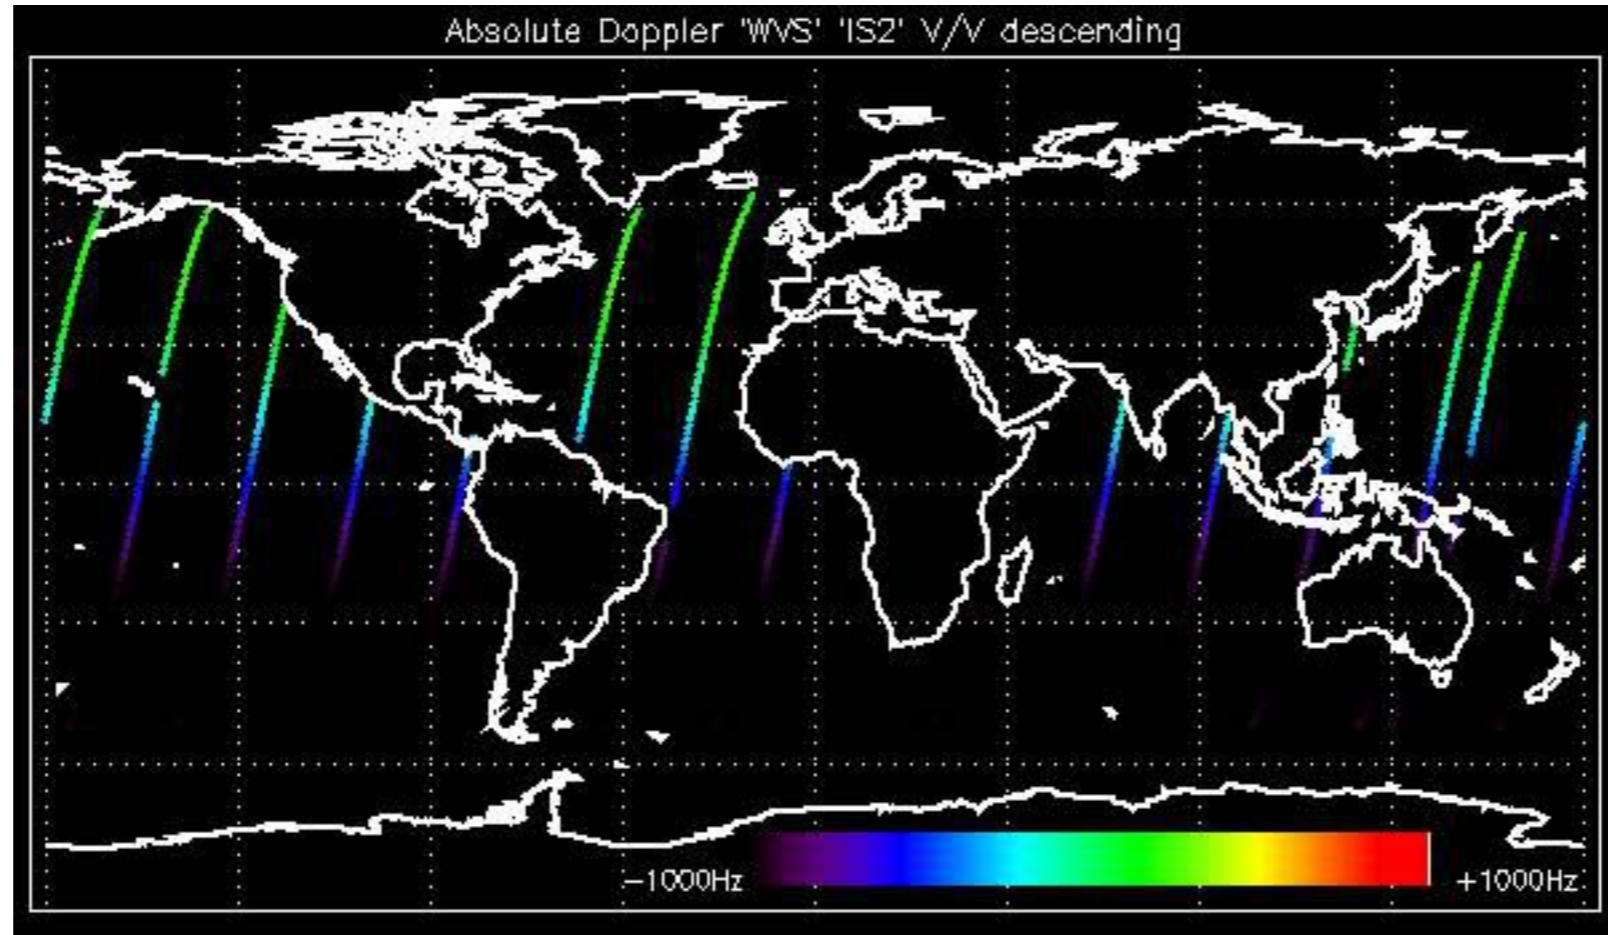 Absolute Doppler 'WVS' 'IS2' V/V descending
−1000Hz +1000Hz